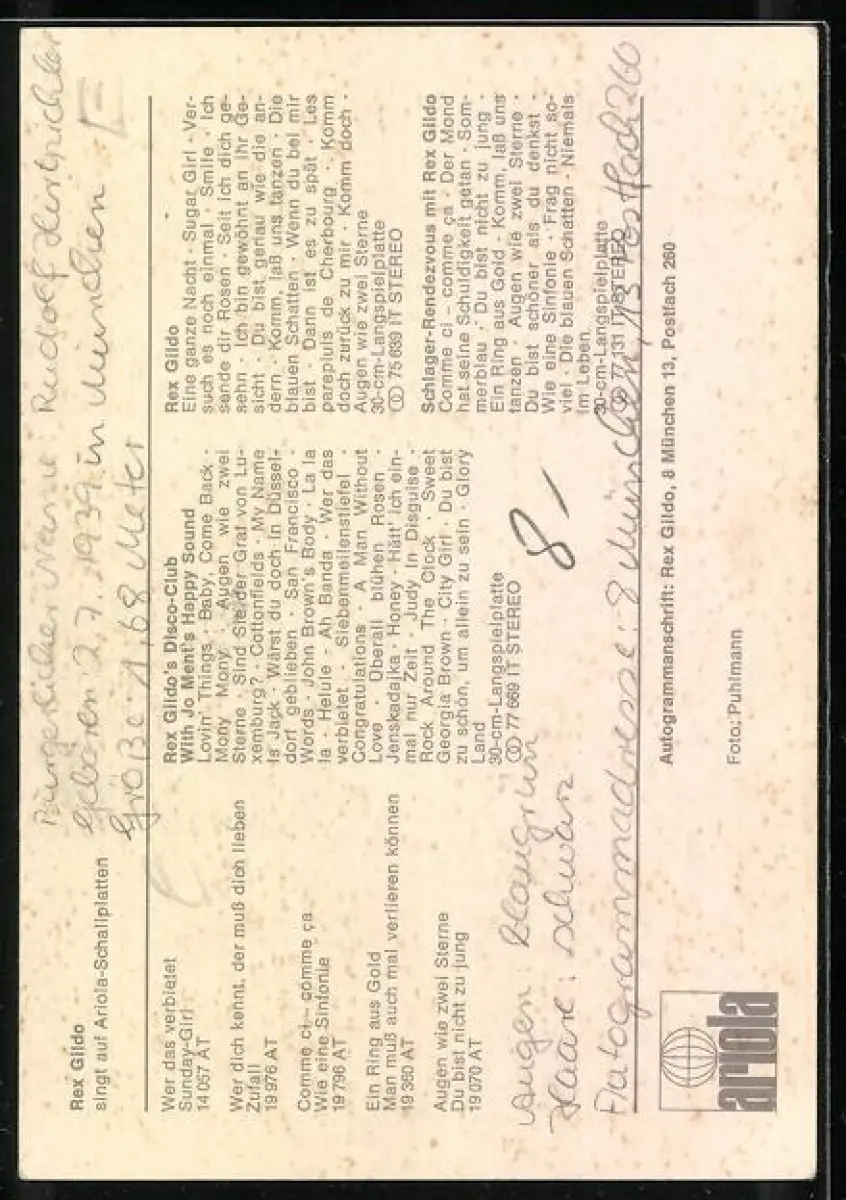 Bürgerlicher Name: Rudolf Hirtreiter
Geboren: 2.7.1939 in München
Größe: 1,68 Meter
Rex Gildo
singt auf Ariola-Schallplatten
Wer das verbietet
Sunday-Girl
14 057 AT
Wer dich kennt, der muß dich lieben
Zufall
19 976 AT
Comme ci – comme ça
Wie eine Sinfonie
19 796 AT
Ein Ring aus Gold
Man muß auch mal verlieren können
19 360 AT
Augen wie zwei Sterne
Du bist nicht zu jung
19 070 AT
Rex Gildo's Disco-Club
With Jo Ment's Happy Sound
Lovin' Things · Baby, Come Back ·
Mony Mony · Augen wie zwei
Sterne · Sind Sie der Graf von Lu-
xemburg? · Cottonfields · My Name
Is Jack · Wärst du doch in Düssel-
dorf geblieben · San Francisco ·
Words · John Brown's Body · La la
la · Helule · Ah Banda · Wer das
verbietet · Siebenmeilenstiefel ·
Congratulations · A Man Without
Love · Überall blühen Rosen ·
Jenskadajka · Honey · Hätt' ich ein-
mal nur Zeit · Judy In Disguise ·
Rock Around The Clock · Sweet
Georgia Brown · City Girl · Du bist
zu schön, um allein zu sein · Glory
Land
30-cm-Langspielplatte
77 669 IT STEREO
Rex Gildo
Eine ganze Nacht · Sugar Girl · Ver-
such es noch einmal · Smile · Ich
sende dir Rosen · Seit ich dich ge-
sehn · Ich bin gewöhnt an ihr Ge-
sicht · Du bist genau wie die an-
dern · Komm, laß uns tanzen · Die
blauen Schatten · Wenn du bei mir
bist · Dann ist es zu spät · Les
parapluis de Cherbourg · Komm
doch zurück zu mir · Komm doch ·
Augen wie zwei Sterne
30-cm-Langspielplatte
75 639 IT STEREO
Schlager-Rendezvous mit Rex Gildo
Comme ci – comme ça · Der Mond
hat seine Schuldigkeit getan · Som-
merblau · Du bist nicht zu jung ·
Ein Ring aus Gold · Komm, laß uns
tanzen · Augen wie zwei Sterne ·
Du bist schöner als du denkst ·
Wie eine Sinfonie · Frag nicht so-
viel · Die blauen Schatten · Niemals
im Leben
30-cm-Langspielplatte
77 131 IT STEREO
8,-
Augen: blaugrün
Haare: schwarz
Autogrammadresse: 8 München 13 Postfach 260
Autogrammanschrift: Rex Gildo, 8 München 13, Postfach 260
Foto: Puhlmann
ariola